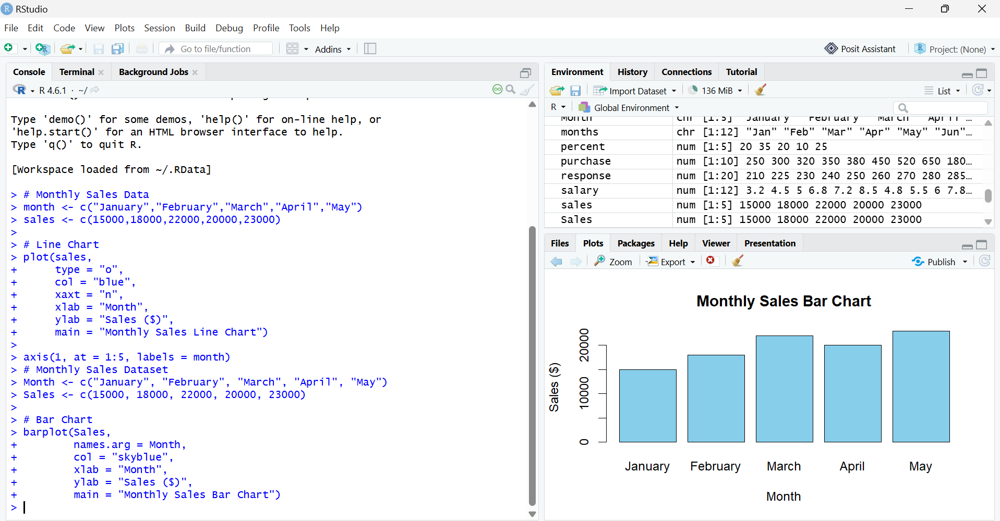 RStudio
File Edit Code View Plots Session Build Debug Profile Tools Help
Go to file/function Addins Posit Assistant Project: (None)
Console Terminal Background Jobs
R 4.6.1 · ~/
Type 'demo()' for some demos, 'help()' for on-line help, or
'help.start()' for an HTML browser interface to help.
Type 'q()' to quit R.
[Workspace loaded from ~/.RData]
> # Monthly Sales Data
> month <- c("January","February","March","April","May")
> sales <- c(15000,18000,22000,20000,23000)
>
> # Line Chart
> plot(sales,
+      type = "o",
+      col = "blue",
+      xaxt = "n",
+      xlab = "Month",
+      ylab = "Sales ($)",
+      main = "Monthly Sales Line Chart")
>
> axis(1, at = 1:5, labels = month)
> # Monthly Sales Dataset
> Month <- c("January", "February", "March", "April", "May")
> Sales <- c(15000, 18000, 22000, 20000, 23000)
>
> # Bar Chart
> barplot(Sales,
+         names.arg = Month,
+         col = "skyblue",
+         xlab = "Month",
+         ylab = "Sales ($)",
+         main = "Monthly Sales Bar Chart")
>
Environment History Connections Tutorial
Import Dataset 136 MiB List
R Global Environment
Month chr [1:5] "January" "February" "March" "April" …
months chr [1:12] "Jan" "Feb" "Mar" "Apr" "May" "Jun"…
percent num [1:5] 20 35 20 10 25
purchase num [1:10] 250 300 320 350 380 450 520 650 180…
response num [1:20] 210 225 230 240 250 260 270 280 285…
salary num [1:12] 3.2 4.5 5 6.8 7.2 8.5 4.8 5.5 6 7.8…
sales num [1:5] 15000 18000 22000 20000 23000
Sales num [1:5] 15000 18000 22000 20000 23000
Files Plots Packages Help Viewer Presentation
Zoom Export Publish
Monthly Sales Bar Chart
Sales ($)
20000
10000
0
January February March April May
Month